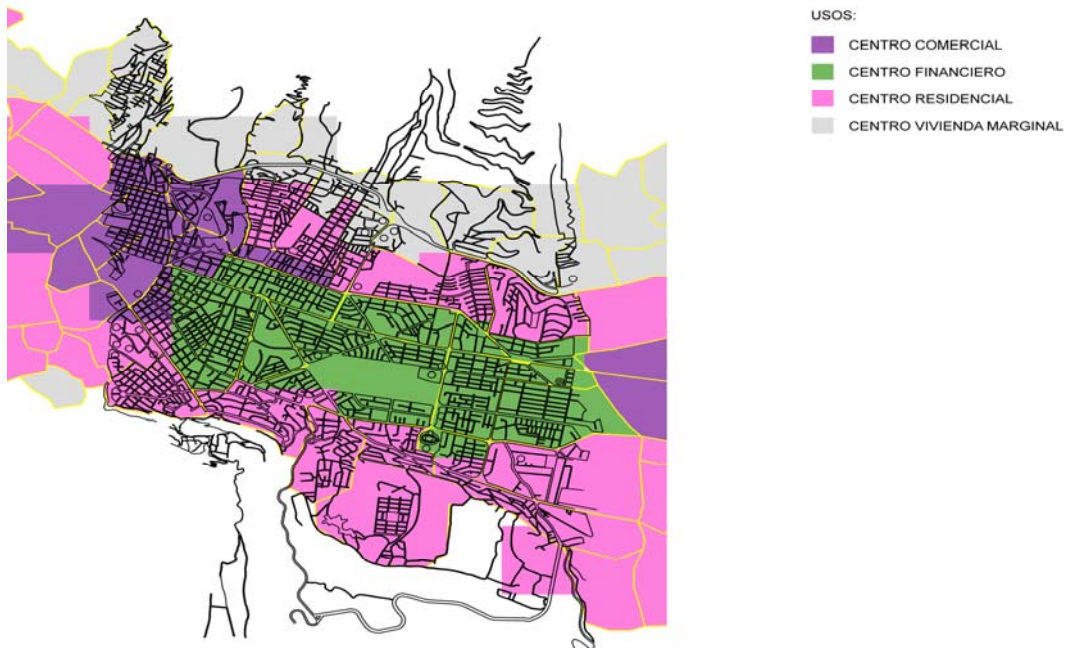 USOS:
CENTRO COMERCIAL
CENTRO FINANCIERO
CENTRO RESIDENCIAL
CENTRO VIVIENDA MARGINAL